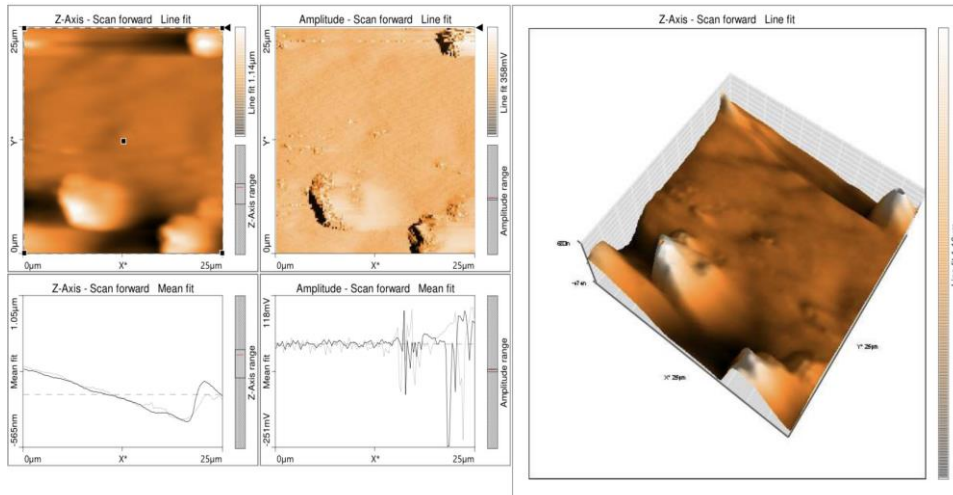 Z-Axis - Scan forward Line fit
25µm
Y*
0µm
0µm X* 25µm
Line fit 1.14µm
Z-Axis range
Amplitude - Scan forward Line fit
25µm
Y*
0µm
0µm X* 25µm
Line fit 358mV
Amplitude range
Z-Axis - Scan forward Mean fit
1.05µm
Mean fit
-565nm
0µm X* 25µm
Z-Axis range
Amplitude - Scan forward Mean fit
118mV
Mean fit
-251mV
0µm X* 25µm
Amplitude range
Z-Axis - Scan forward Line fit
X* 25µm
Y* 25µm